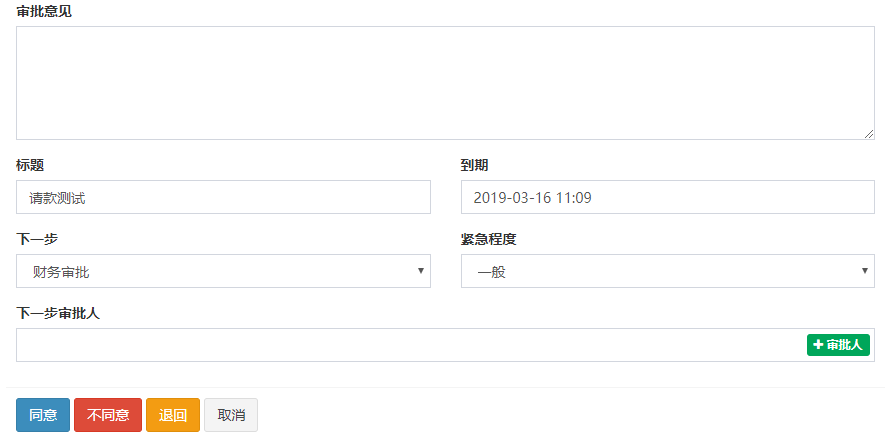 审批意见
标题 到期
请款测试 2019-03-16 11:09
下一步 紧急程度
财务审批 一般
下一步审批人
审批人
同意 不同意 退回 取消